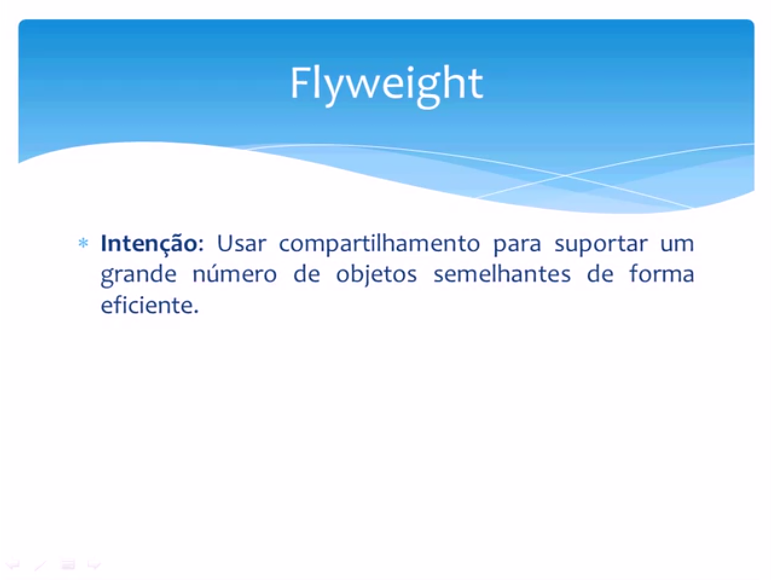 Flyweight
* Intenção: Usar compartilhamento para suportar um
grande número de objetos semelhantes de forma
eficiente.